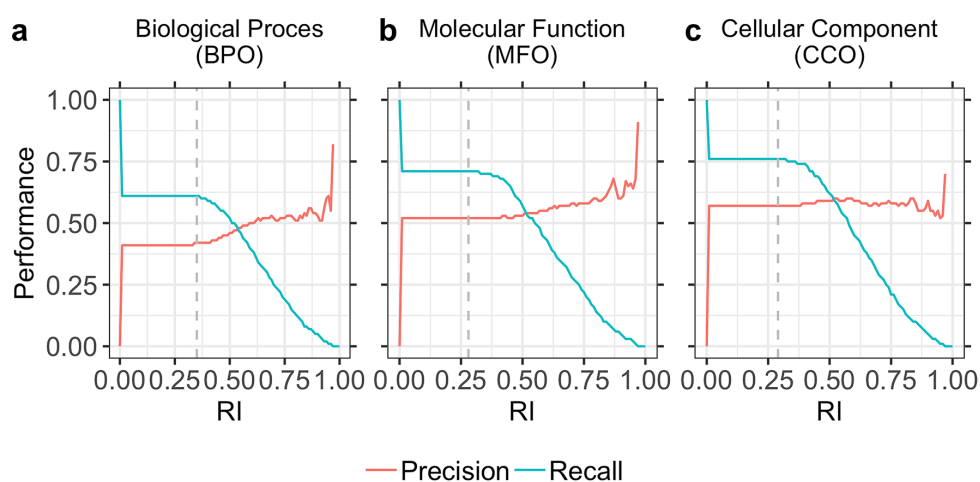 a
Biological Proces
(BPO)
b
Molecular Function
(MFO)
c
Cellular Component
(CCO)
Performance
1.00
0.75
0.50
0.25
0.00
0.00 0.25 0.50 0.75 1.00
RI
0.00 0.25 0.50 0.75 1.00
RI
0.00 0.25 0.50 0.75 1.00
RI
Precision
Recall